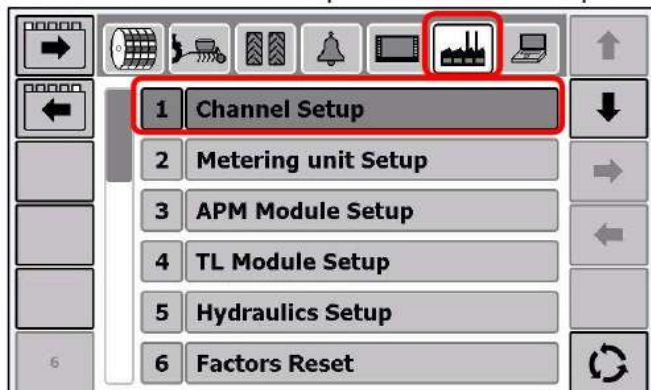 1 Channel Setup
2 Metering unit Setup
3 APM Module Setup
4 TL Module Setup
5 Hydraulics Setup
6 6 Factors Reset